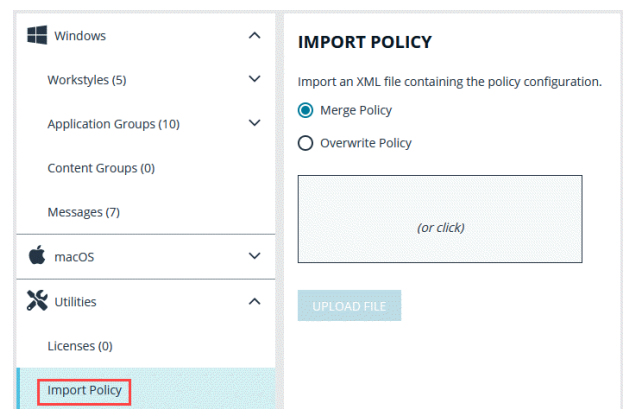 Windows
Workstyles (5)
Application Groups (10)
Content Groups (0)
Messages (7)
macOS
Utilities
Licenses (0)
Import Policy
IMPORT POLICY
Import an XML file containing the policy configuration.
Merge Policy
Overwrite Policy
(or click)
UPLOAD FILE